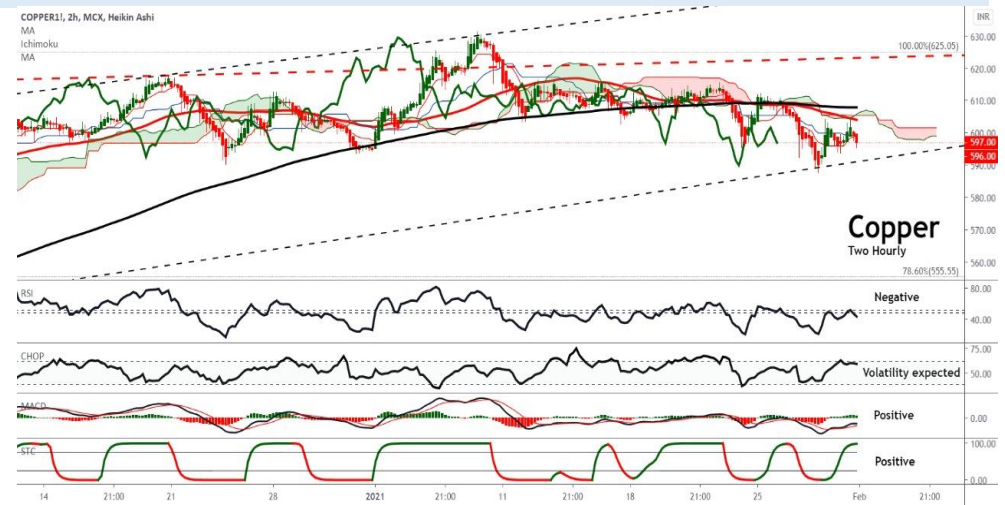 COPPER1!, 2h, MCX, Heikin Ashi
MA
Ichimoku
MA
INR
630.00
100.00%(625.05)
620.00
610.00
600.00
597.00
596.00
590.00
580.00
Copper
Two Hourly
570.00
560.00
78.60%(555.55)
RSI
Negative
80.00
40.00
CHOP
75.00
Volatility expected
50.00
MACD
Positive
0.00
STC
100.00
Positive
0.00
14 21:00 21 28 2021 21:00 11 21:00 18 21:00 25 Feb 21:00